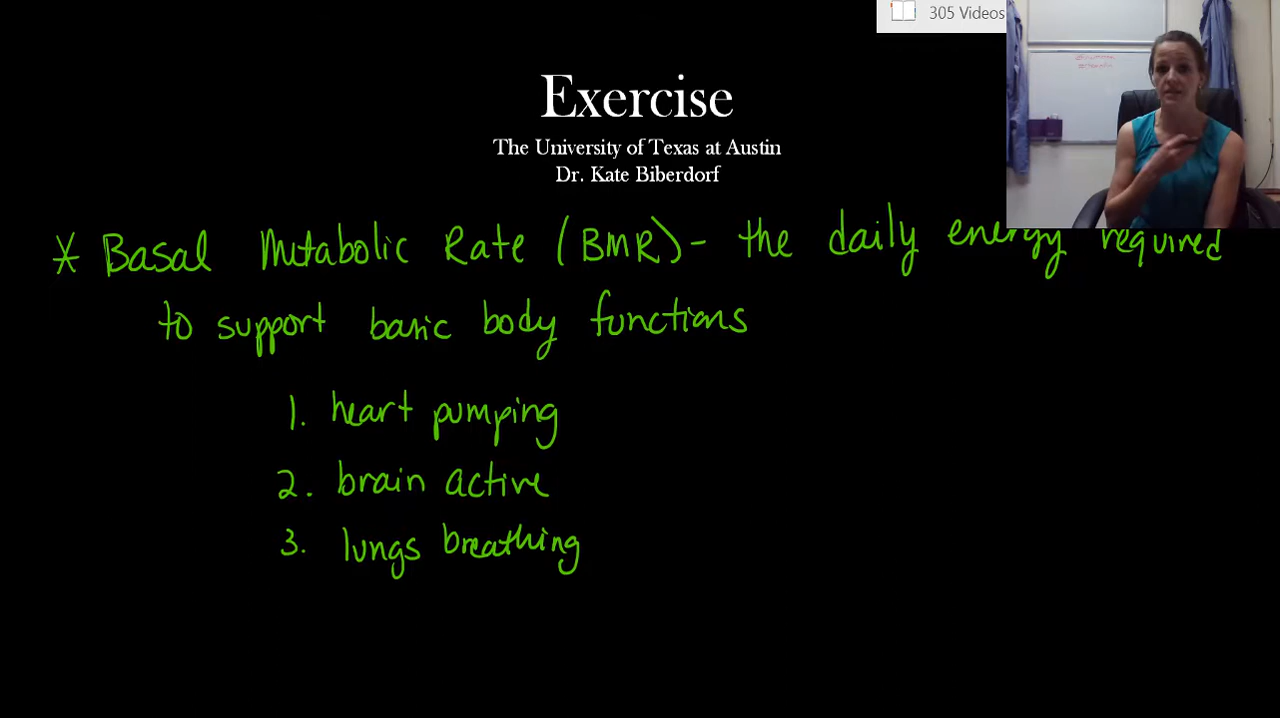 305 Videos
Exercise
The University of Texas at Austin
Dr. Kate Biberdorf
* Basal Metabolic Rate (BMR) - the daily energy required
to support basic body functions
1. heart pumping
2. brain active
3. lungs breathing